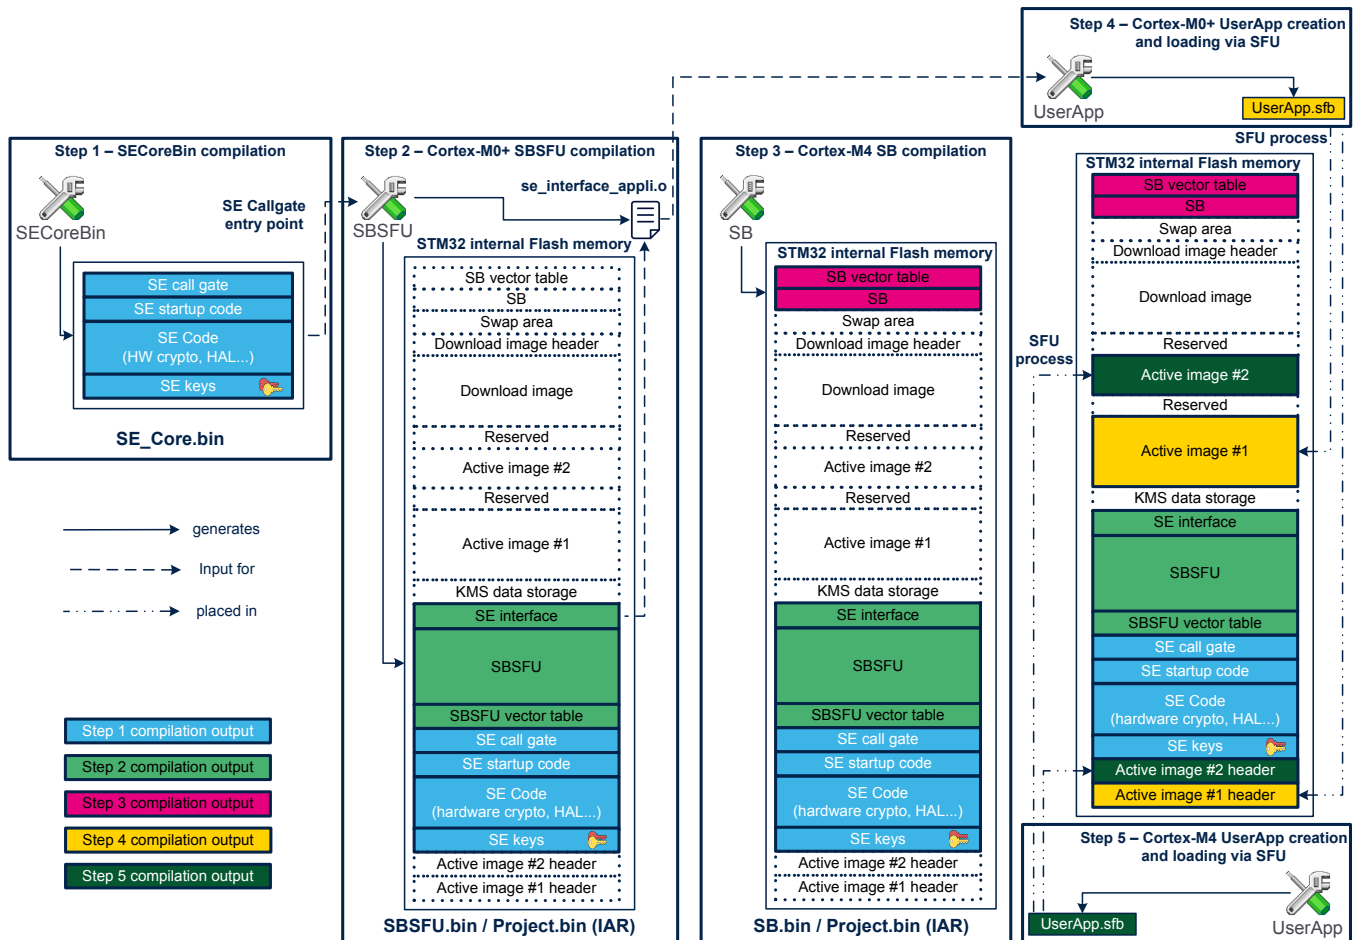 Step 1 – SECoreBin compilation
SECoreBin
SE Callgate
entry point
SE call gate
SE startup code
SE Code
(HW crypto, HAL...)
SE keys
SE_Core.bin
generates
Input for
placed in
Step 1 compilation output
Step 2 compilation output
Step 3 compilation output
Step 4 compilation output
Step 5 compilation output
Step 2 – Cortex-M0+ SBSFU compilation
se_interface_appli.o
SBSFU
STM32 internal Flash memory
SB vector table
SB
Swap area
Download image header
Download image
Reserved
Active image #2
Reserved
Active image #1
KMS data storage
SE interface
SBSFU
SBSFU vector table
SE call gate
SE startup code
SE Code
(hardware crypto, HAL...)
SE keys
Active image #2 header
Active image #1 header
SBSFU.bin / Project.bin (IAR)
Step 3 – Cortex-M4 SB compilation
SB
STM32 internal Flash memory
SB vector table
SB
Swap area
Download image header
Download image
Reserved
Active image #2
Reserved
Active image #1
KMS data storage
SE interface
SBSFU
SBSFU vector table
SE call gate
SE startup code
SE Code
(hardware crypto, HAL...)
SE keys
Active image #2 header
Active image #1 header
SB.bin / Project.bin (IAR)
Step 4 – Cortex-M0+ UserApp creation
and loading via SFU
UserApp
UserApp.sfb
SFU process
STM32 internal Flash memory
SB vector table
SB
Swap area
Download image header
Download image
Reserved
SFU
process
Active image #2
Reserved
Active image #1
KMS data storage
SE interface
SBSFU
SBSFU vector table
SE call gate
SE startup code
SE Code
(hardware crypto, HAL...)
SE keys
Active image #2 header
Active image #1 header
Step 5 – Cortex-M4 UserApp creation
and loading via SFU
UserApp.sfb
UserApp